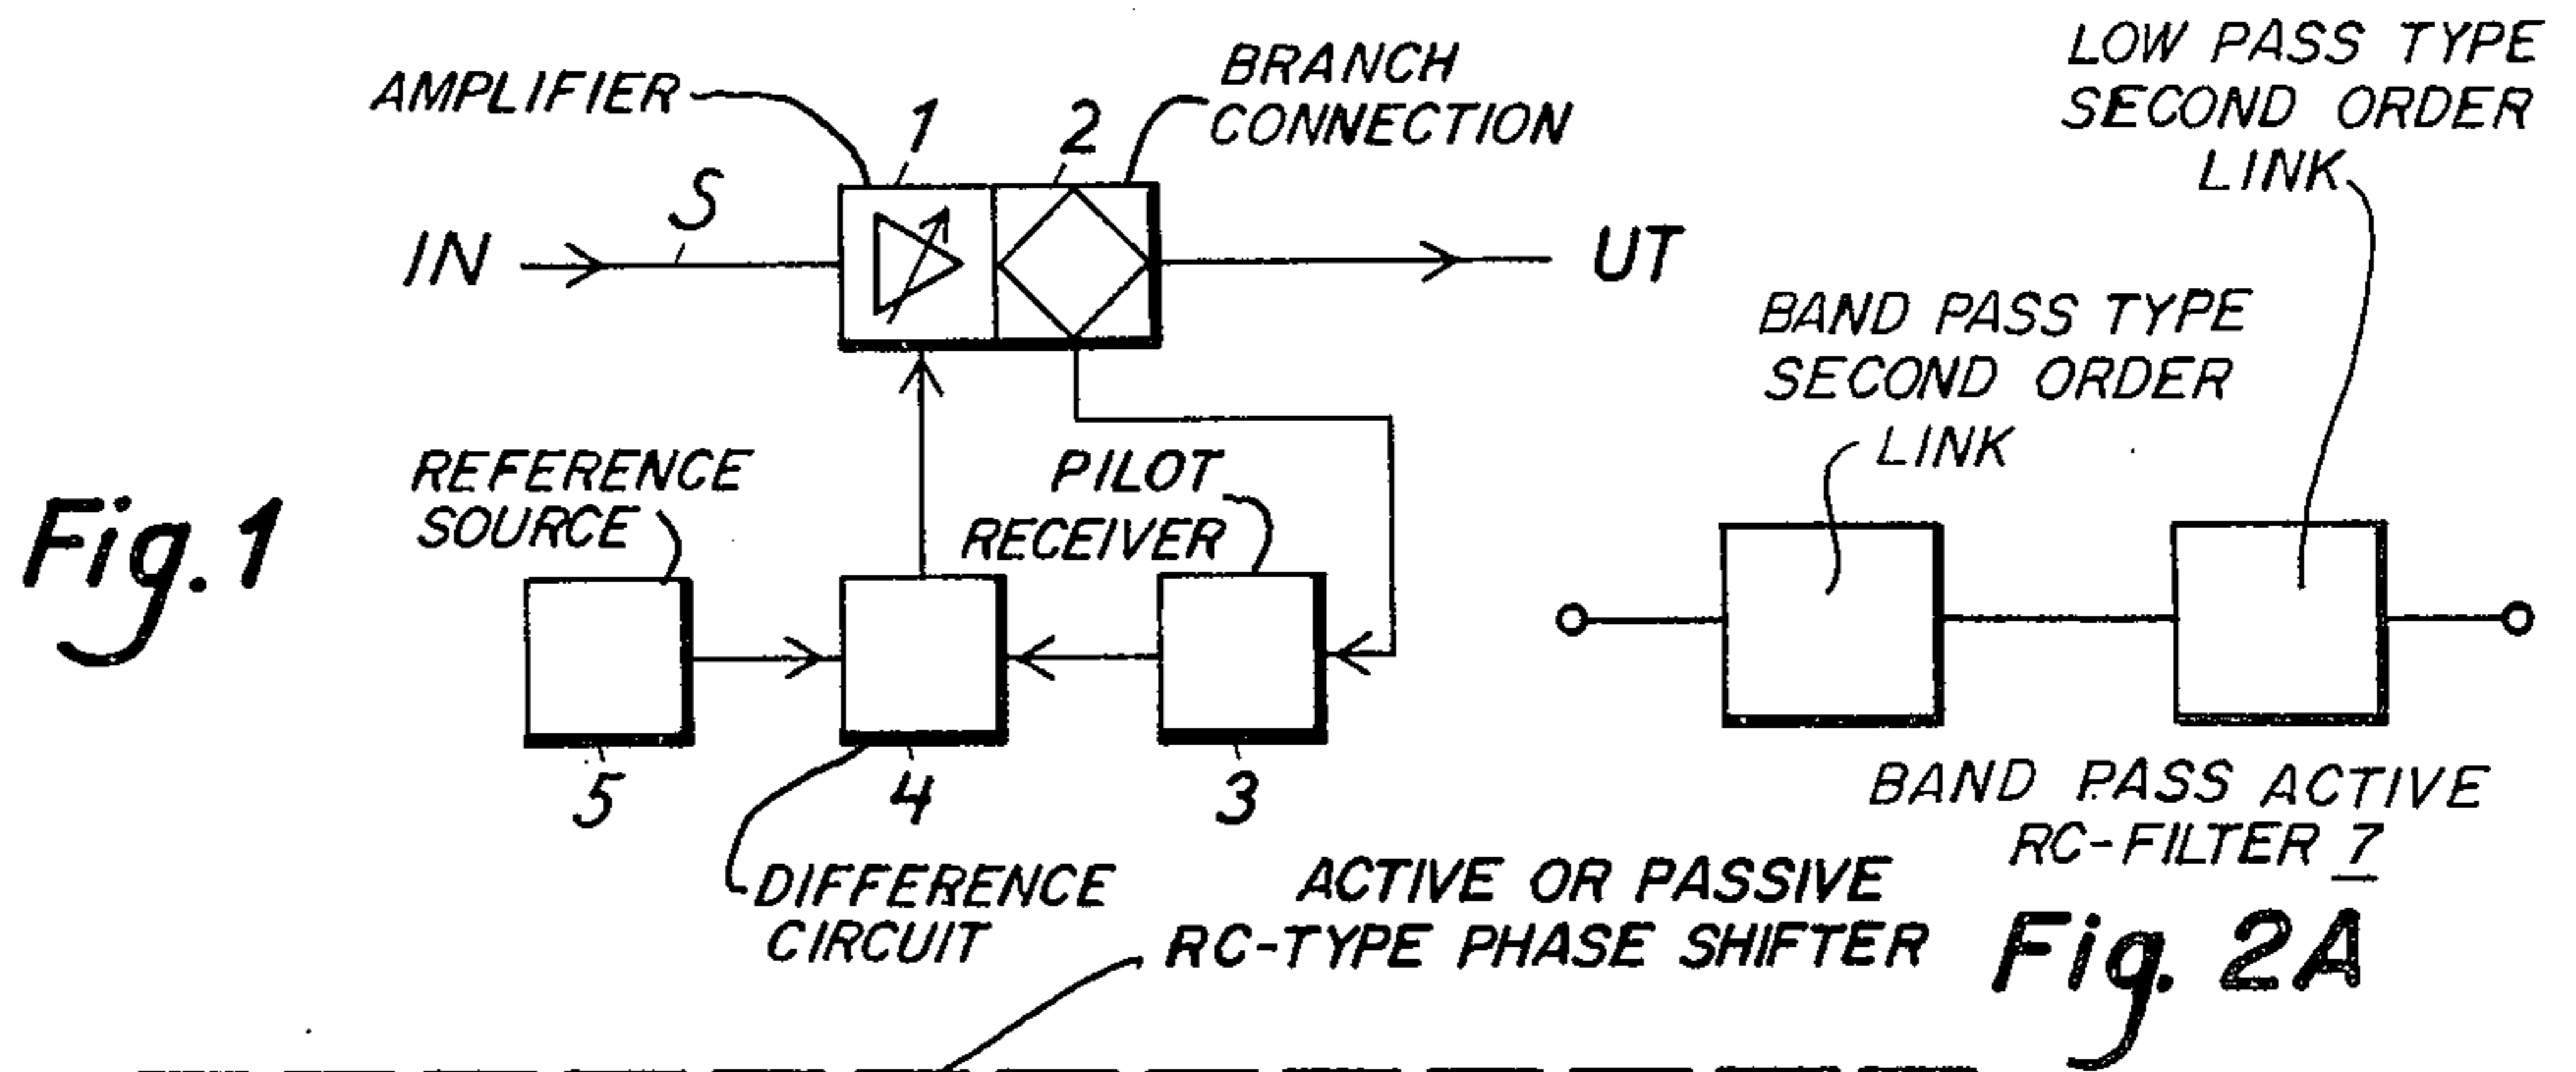 AMPLIFIER
1
2
BRANCH
CONNECTION
S
IN
UT
REFERENCE
SOURCE
PILOT
RECEIVER
Fig. 1
5
4
3
DIFFERENCE
CIRCUIT
LOW PASS TYPE
SECOND ORDER
LINK
BAND PASS TYPE
SECOND ORDER
LINK
BAND PASS ACTIVE
RC-FILTER 7
Fig. 2A
ACTIVE OR PASSIVE
RC-TYPE PHASE SHIFTER